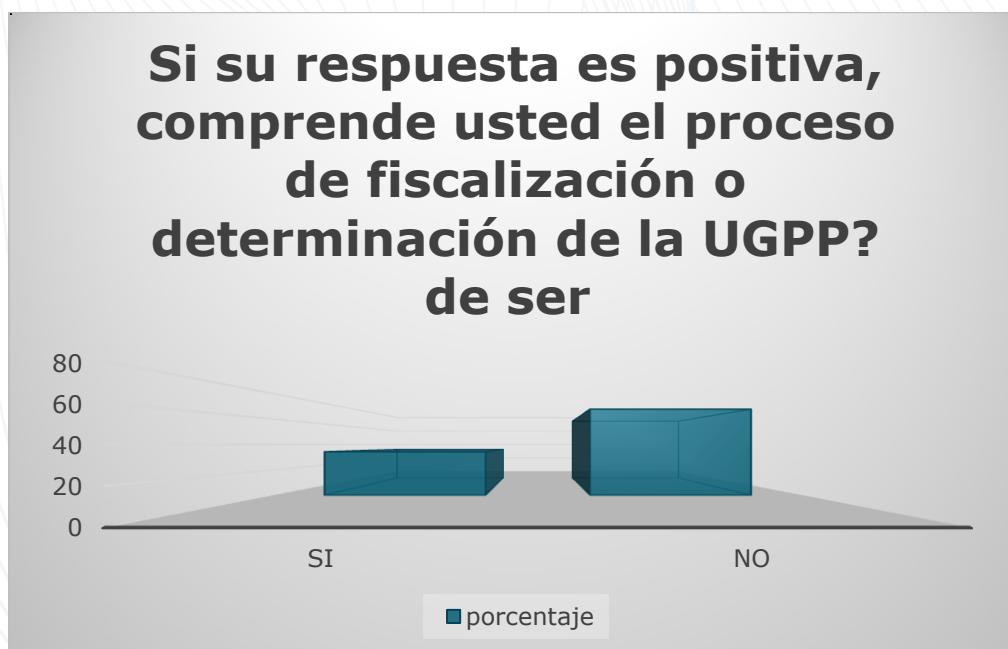 Si su respuesta es positiva,
comprende usted el proceso
de fiscalización o
determinación de la UGPP?
de ser
80
60
40
20
0
SI NO
porcentaje